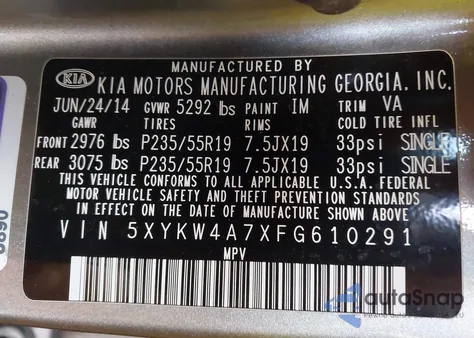 MANUFACTURED BY
KIA KIA MOTORS MANUFACTURING GEORGIA, INC.
JUN/24/14 GVWR 5292 lbs PAINT IM TRIM VA
GAWR TIRES RIMS COLD TIRE INFL
FRONT 2976 lbs P235/55R19 7.5JX19 33psi SINGLE
REAR 3075 lbs P235/55R19 7.5JX19 33psi SINGLE
THIS VEHICLE CONFORMS TO ALL APPLICABLE U.S.A. FEDERAL
MOTOR VEHICLE SAFETY AND THEFT PREVENTION STANDARDS
IN EFFECT ON THE DATE OF MANUFACTURE SHOWN ABOVE
VIN 5XYKW4A7XFG610291
MPV
autoSnap